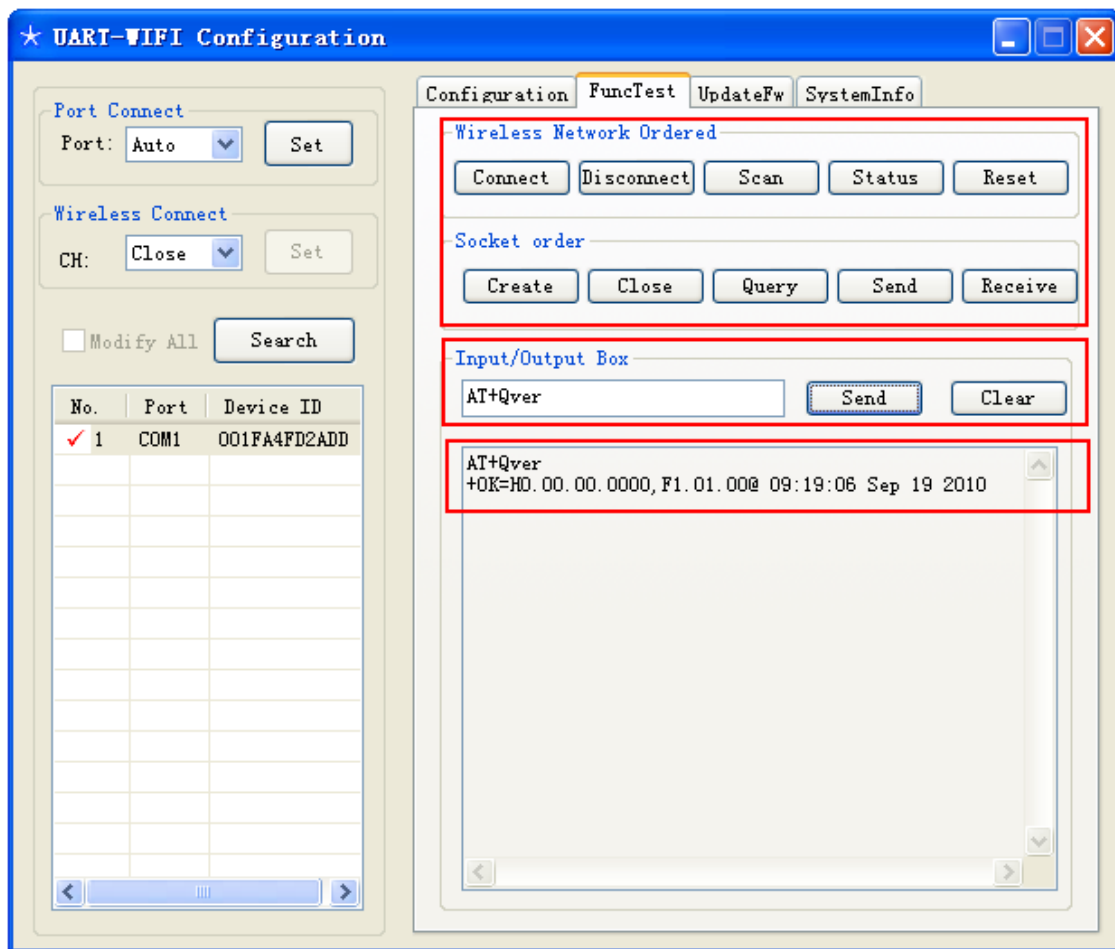 UART-WIFI Configuration
Port Connect
Port: Auto Set
Wireless Connect
CH: Close Set
Modify All Search
No. Port Device ID
1 COM1 001FA4FD2ADD
Configuration FuncTest UpdateFw SystemInfo
Wireless Network Ordered
Connect Disconnect Scan Status Reset
Socket order
Create Close Query Send Receive
Input/Output Box
AT+Qver Send Clear
AT+Qver
+OK=H0.00.00.0000,F1.01.00@ 09:19:06 Sep 19 2010